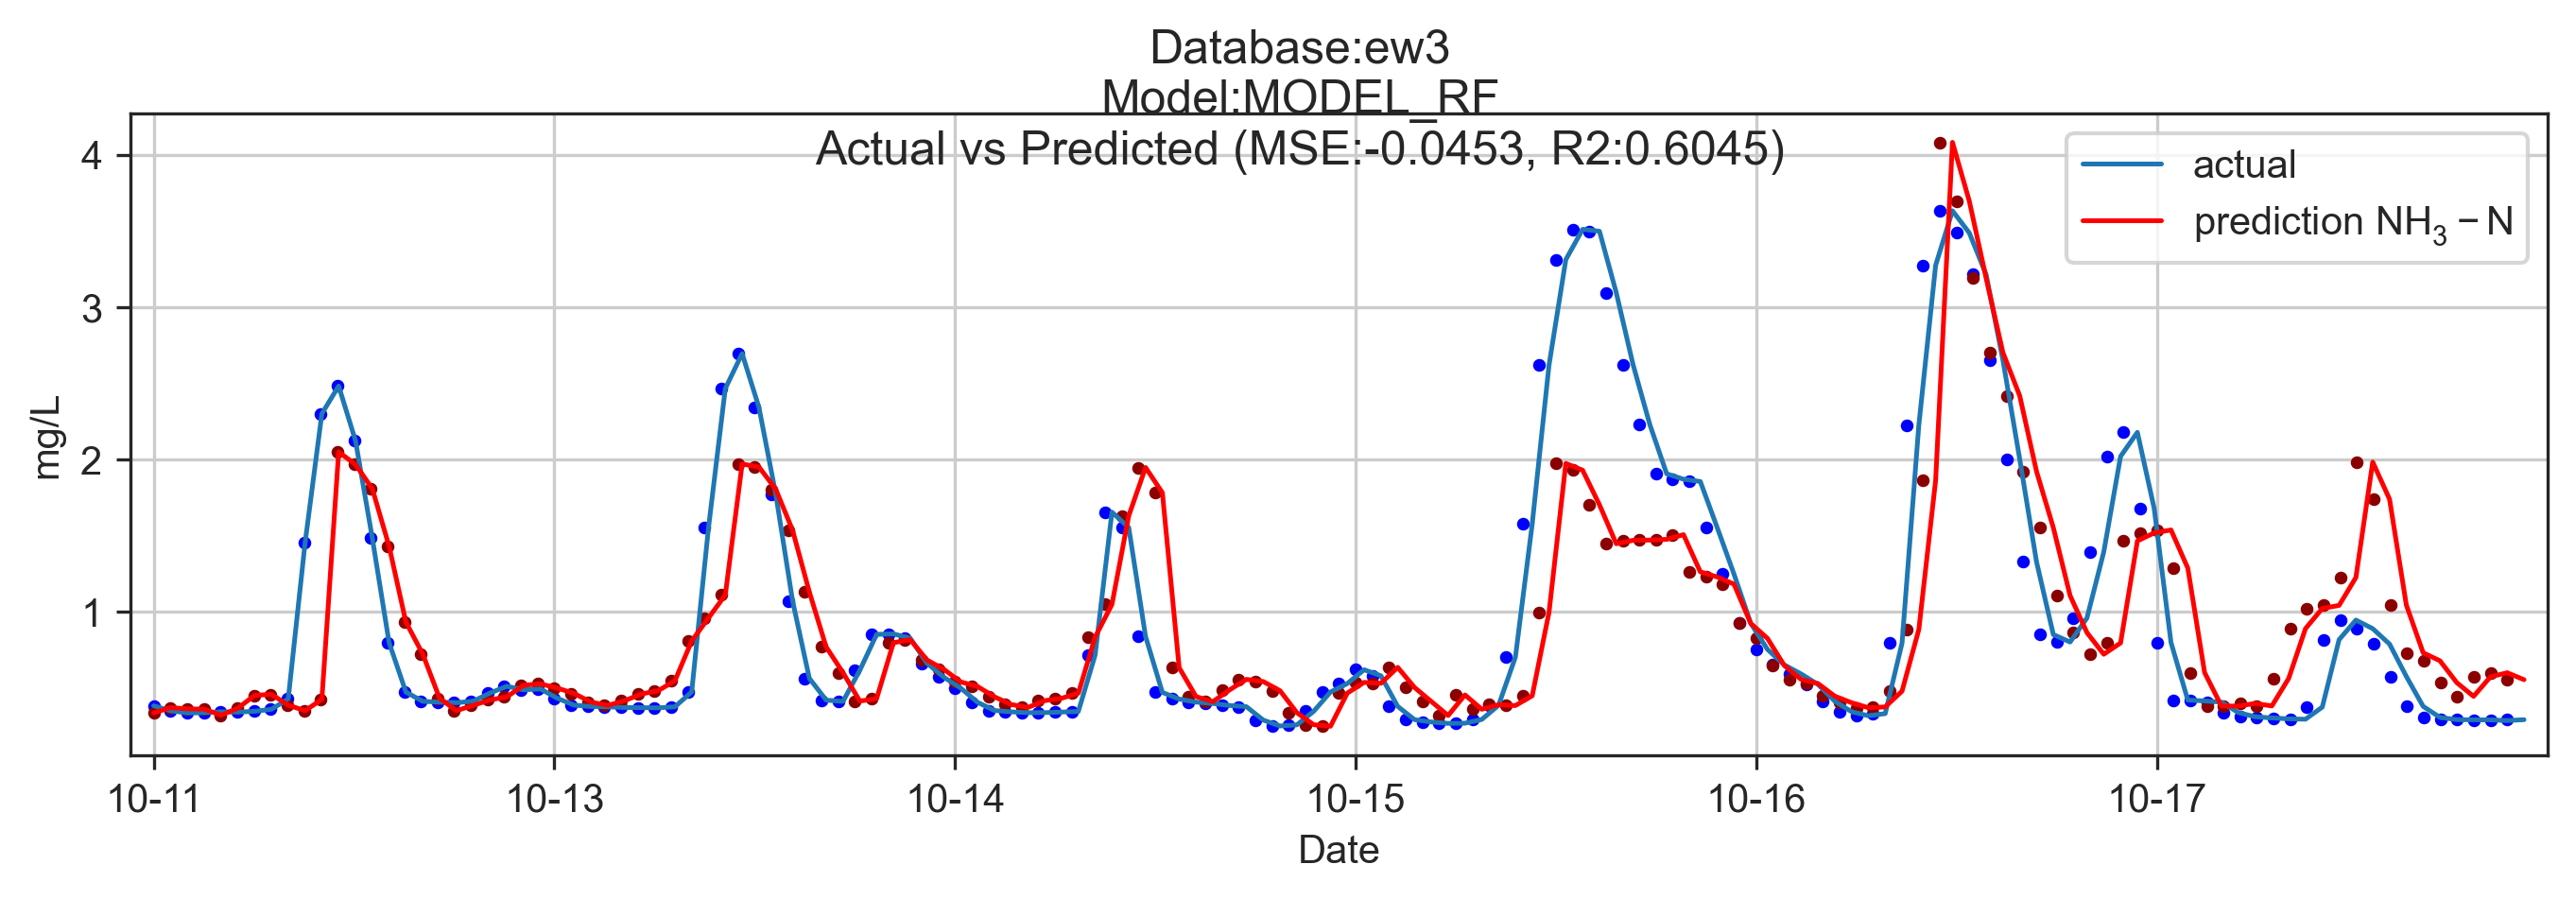 Database:ew3
Model:MODEL_RF
Actual vs Predicted (MSE:-0.0453, R2:0.6045)
actual
prediction NH₃ − N
mg/L
4
3
2
1
10-11
10-13
10-14
10-15
10-16
10-17
Date